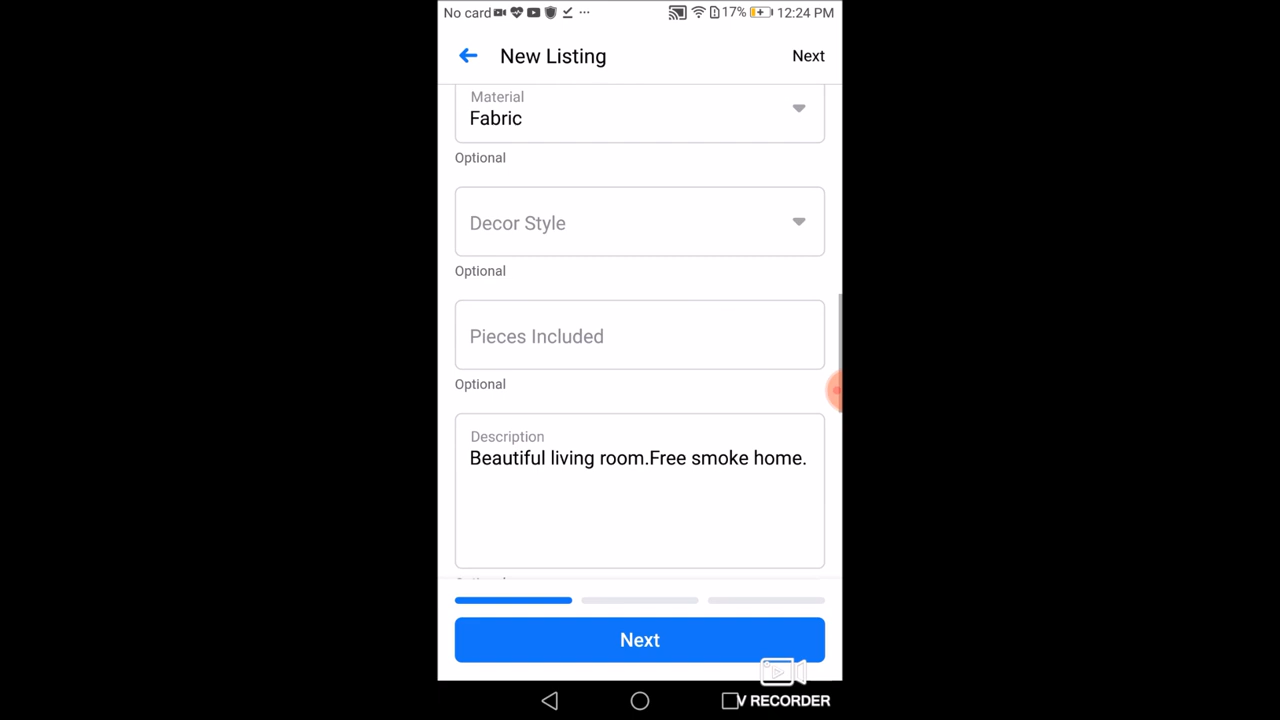 No card ... 17% 12:24 PM
New Listing Next
Material
Fabric
Optional
Decor Style
Optional
Pieces Included
Optional
Description
Beautiful living room.Free smoke home.
Next
V RECORDER